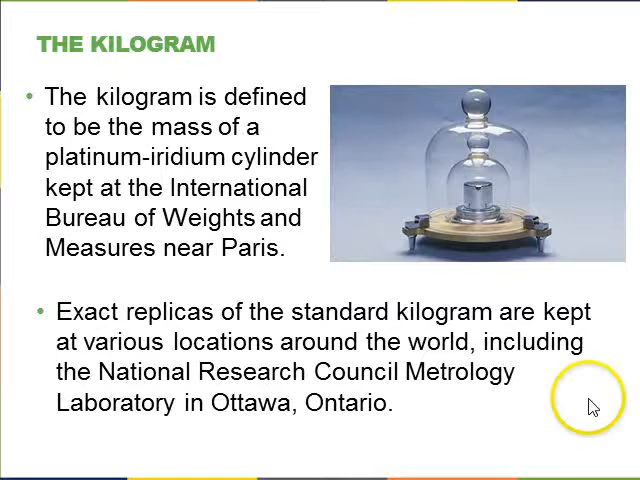 THE KILOGRAM
• The kilogram is defined
to be the mass of a
platinum-iridium cylinder
kept at the International
Bureau of Weights and
Measures near Paris.
• Exact replicas of the standard kilogram are kept
at various locations around the world, including
the National Research Council Metrology
Laboratory in Ottawa, Ontario.